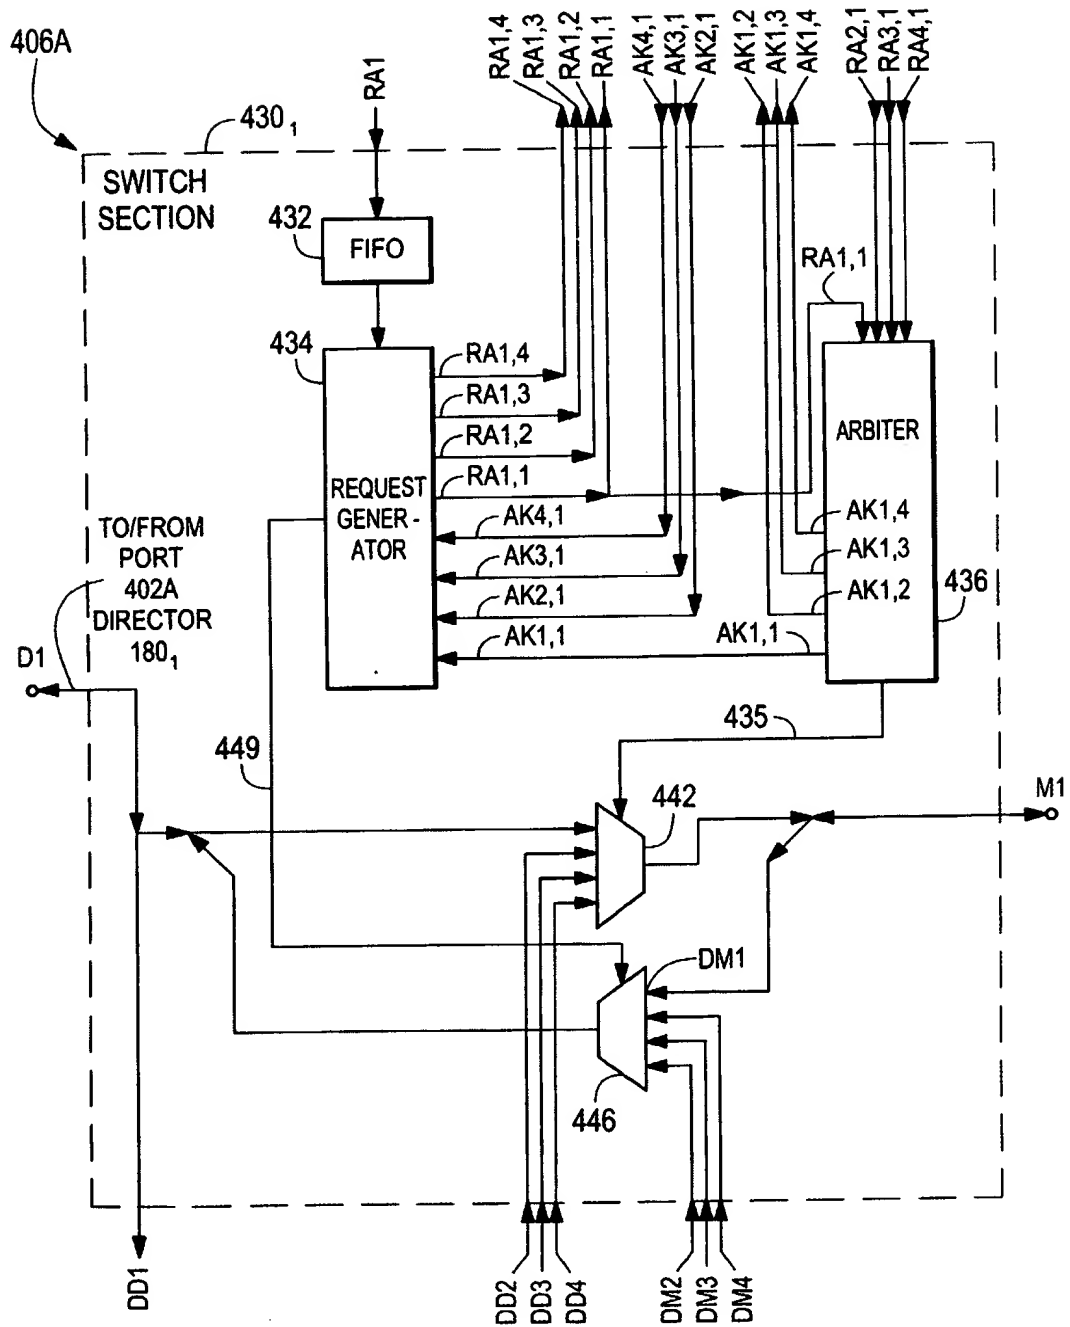 406A
RA1
RA1,4
RA1,3
RA1,2
RA1,1
AK4,1
AK3,1
AK2,1
AK1,2
AK1,3
AK1,4
RA2,1
RA3,1
RA4,1
430₁
SWITCH
SECTION
432
FIFO
RA1,1
434
RA1,4
RA1,3
RA1,2
RA1,1
REQUEST
GENER -
ATOR
AK4,1
AK3,1
AK2,1
AK1,1
ARBITER
AK1,4
AK1,3
AK1,2
AK1,1
436
TO/FROM
PORT
402A
DIRECTOR
180₁
D1
449
435
442
M1
DM1
446
DD1
DD2
DD3
DD4
DM2
DM3
DM4